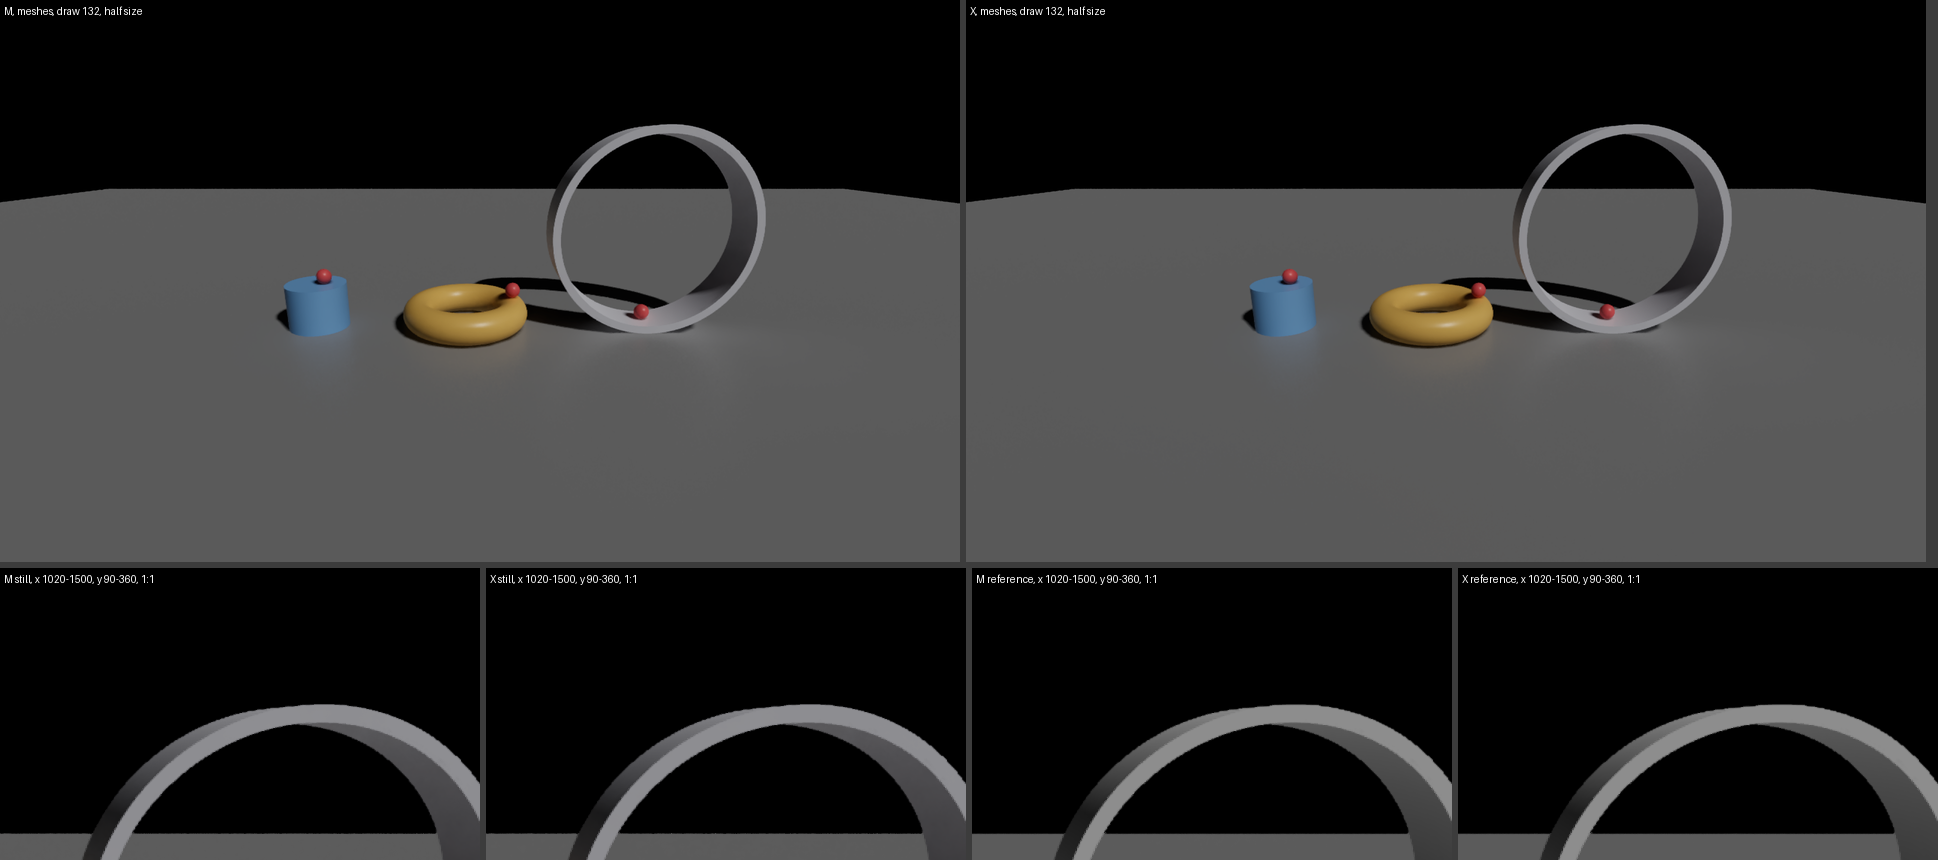 M, meshes, draw 132, half size
X, meshes, draw 132, half size
M still, x 1020-1500, y 90-360, 1:1
X still, x 1020-1500, y 90-360, 1:1
M reference, x 1020-1500, y 90-360, 1:1
X reference, x 1020-1500, y 90-360, 1:1